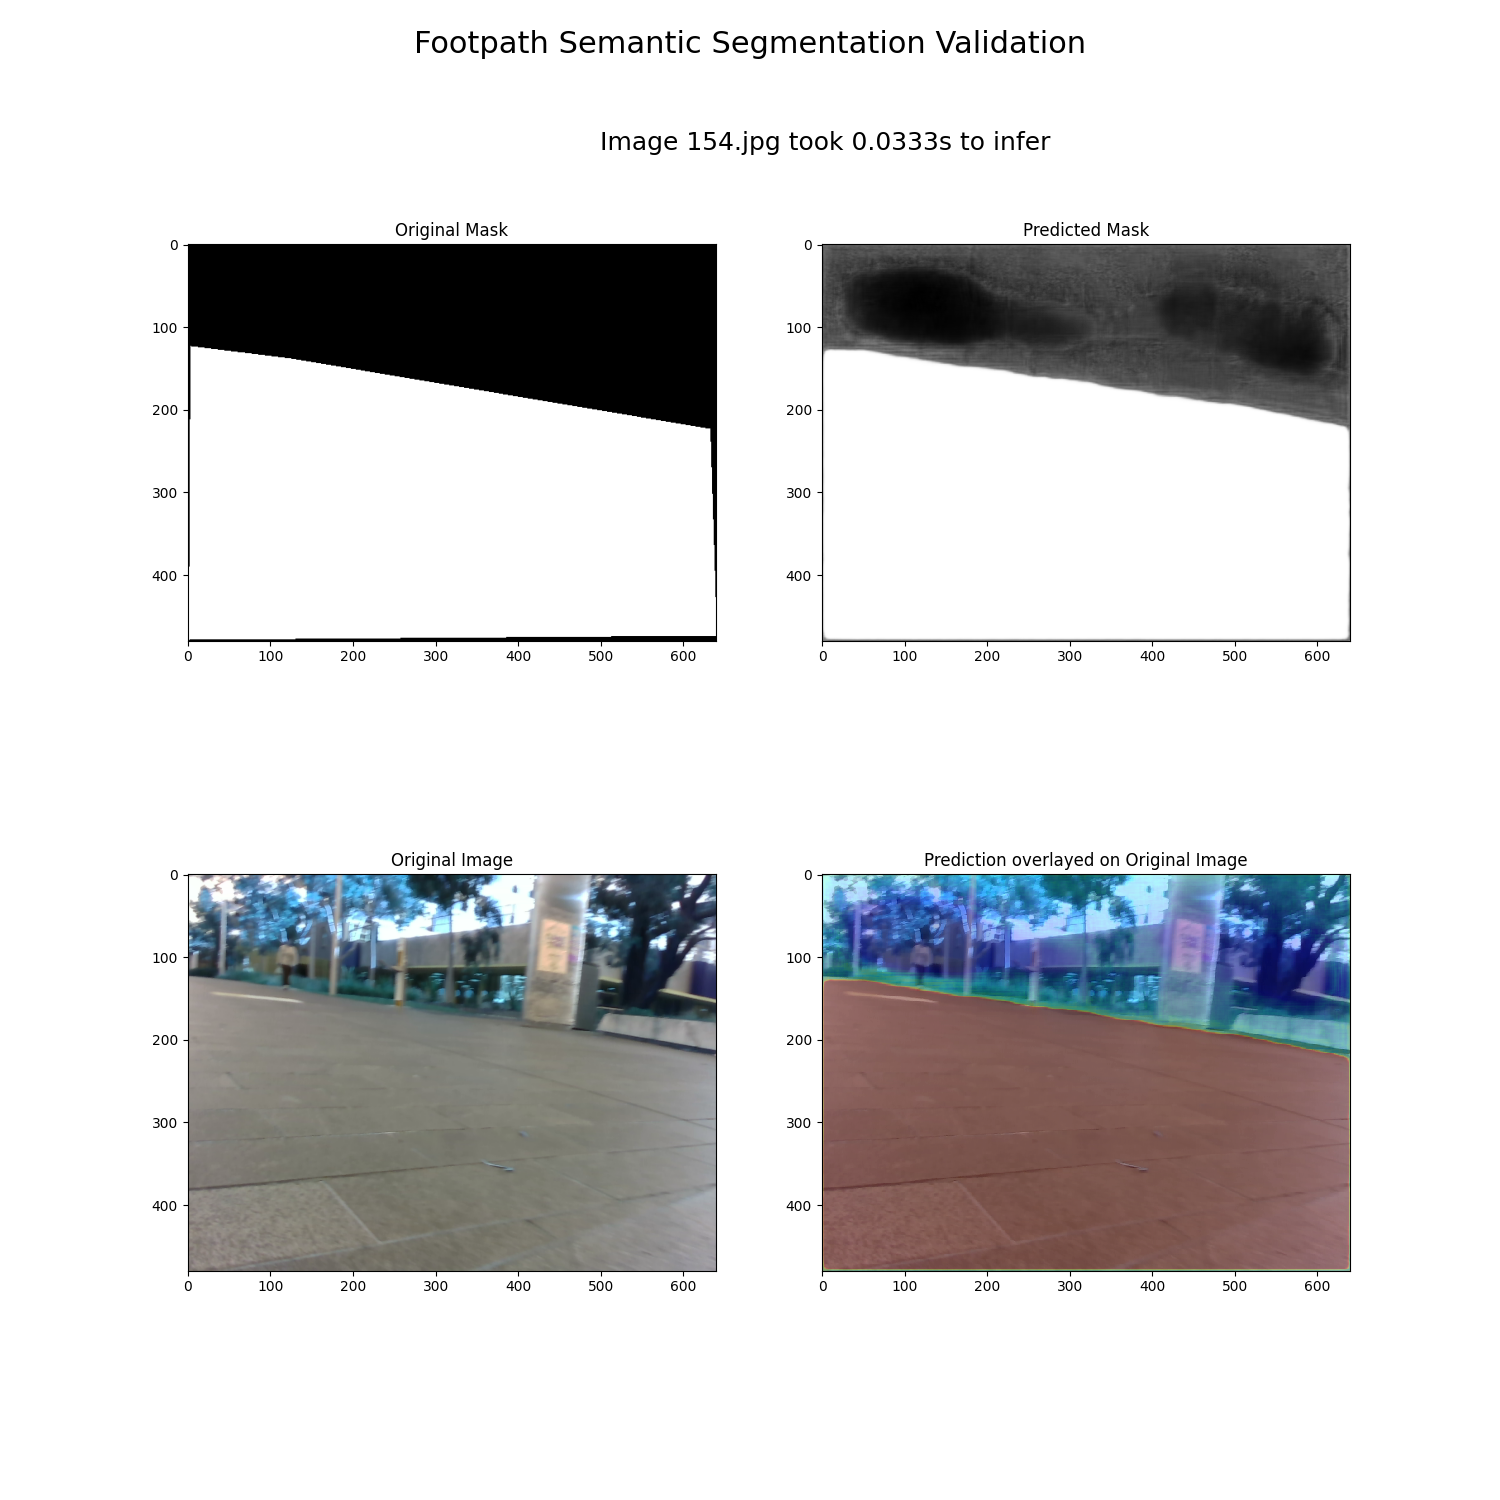 Footpath Semantic Segmentation Validation
Image 154.jpg took 0.0333s to infer
Original Mask
0
100
200
300
400
0 100 200 300 400 500 600
Predicted Mask
0
100
200
300
400
0 100 200 300 400 500 600
Original Image
0
100
200
300
400
0 100 200 300 400 500 600
Prediction overlayed on Original Image
0
100
200
300
400
0 100 200 300 400 500 600